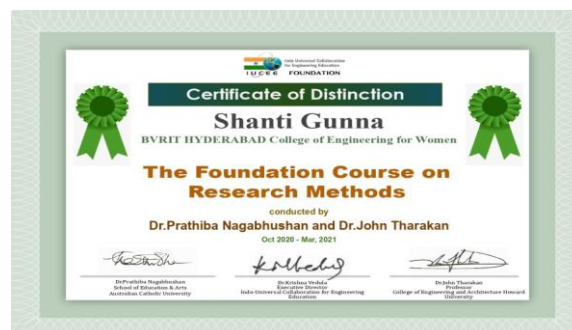 Indo Universal Collaboration
for Engineering Education
IUCEE FOUNDATION
Certificate of Distinction
Shanti Gunna
BVRIT HYDERABAD College of Engineering for Women
The Foundation Course on
Research Methods
conducted by
Dr.Prathiba Nagabhushan and Dr.John Tharakan
Oct 2020 - Mar, 2021
Dr.Prathiba Nagabhushan
School of Education & Arts
Australian Catholic University
Dr.Krishna Vedula
Executive Director
Indo Universal Collaboration for Engineering
Education
Dr.John Tharakan
Professor
College of Engineering and Architecture Howard
University